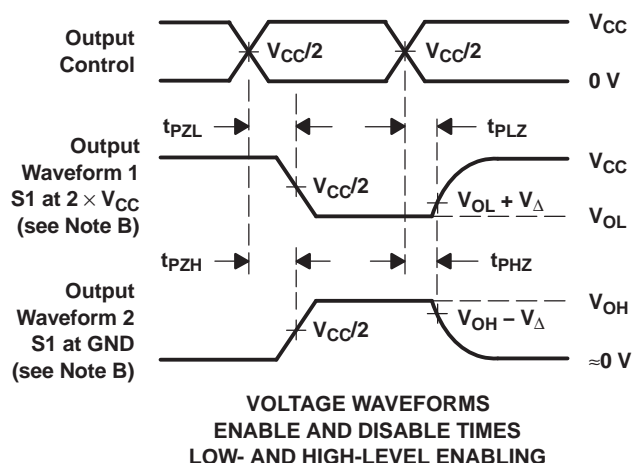 Output
Control
V_CC/2
V_CC/2
V_CC
0 V
t_PZL
t_PLZ
Output
Waveform 1
S1 at 2 × V_CC
(see Note B)
V_CC/2
V_CC
V_OL + V_Δ
V_OL
t_PZH
t_PHZ
Output
Waveform 2
S1 at GND
(see Note B)
V_CC/2
V_OH
V_OH − V_Δ
≈0 V
VOLTAGE WAVEFORMS
ENABLE AND DISABLE TIMES
LOW- AND HIGH-LEVEL ENABLING